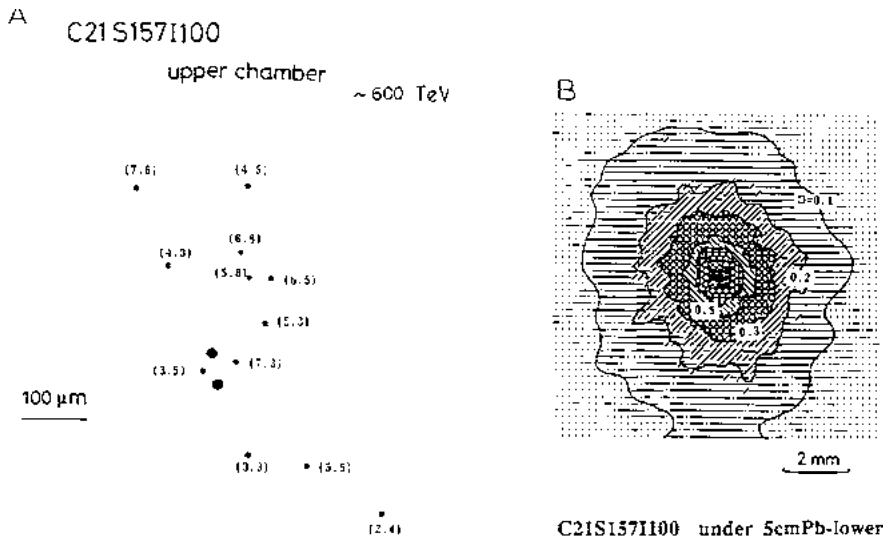 A
C21S157I100
upper chamber
~600 TeV
(7.6)
(4.5)
(4.3)
(5.8)
(6.5)
(5.3)
(3.5)
(7.3)
100 μm
(3.3)
(3.5)
(2.4)
B
D=0.1
0.2
0.5
0.3
2 mm
C21S157I100 under 5cmPb-lower